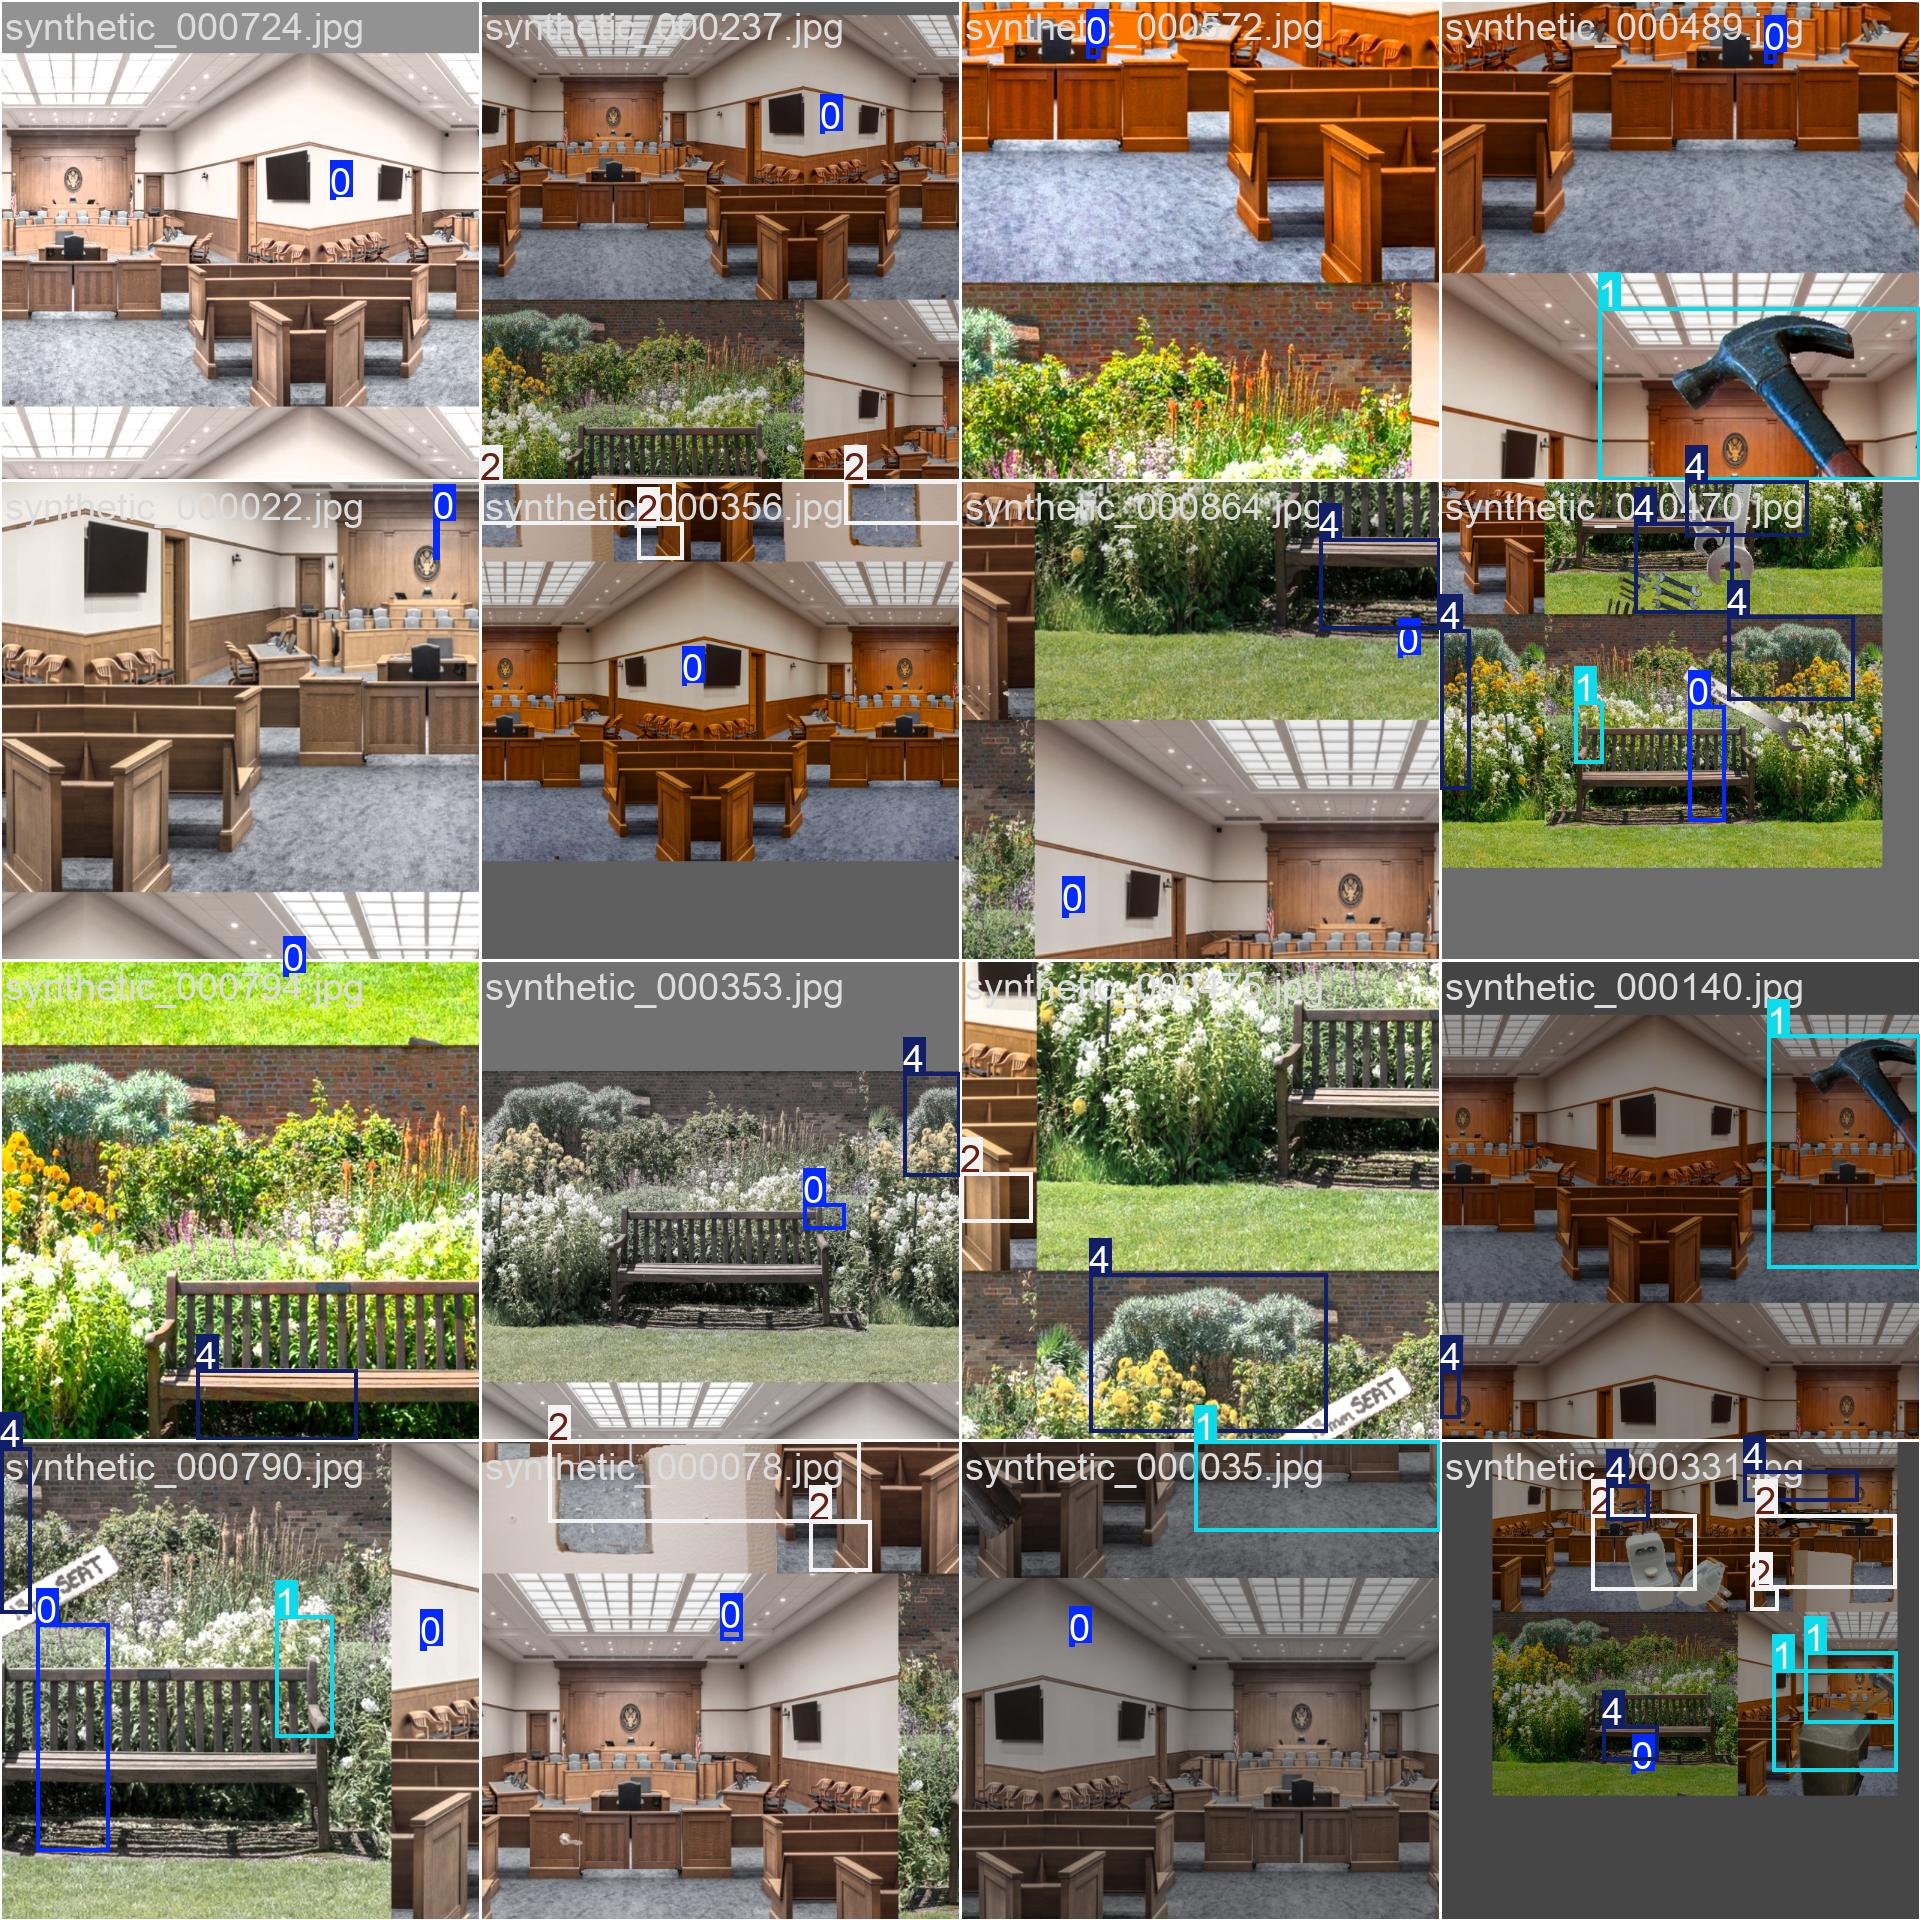 synthetic_000724.jpg
0
synthetic_000237.jpg
0
2
2
synthetic_000572.jpg
0
synthetic_000489.jpg
0
1
synthetic_000022.jpg
0
synthetic_000356.jpg
2
0
synthetic_000864.jpg
4
0
0
4
synthetic_000470.jpg
4
4
4
1
0
0
synthetic_000794.jpg
4
synthetic_000353.jpg
4
0
synthetic_000475.jpg
2
4
mm SEAT
synthetic_000140.jpg
1
4
4
synthetic_000790.jpg
SEAT
0
1
0
2
synthetic_000078.jpg
2
0
1
synthetic_000035.jpg
0
4
synthetic_000331.jpg
4
2
2
2
1
1
4
0